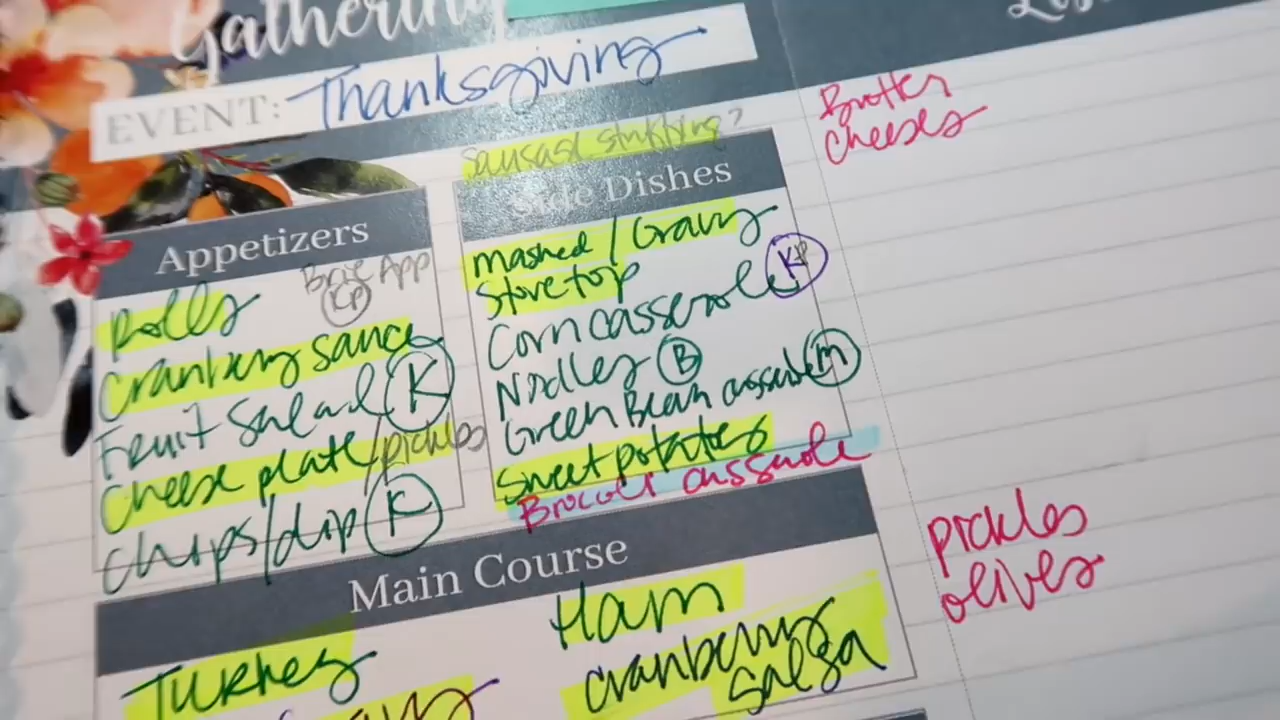 Gathering
EVENT: Thanksgiving
Appetizers
Brie App
KP
Rolls
Cranberry sauce
Fruit Salad K
Cheese plate/pickles
Chips/dip K
sausage stuffing?
Side Dishes
mashed / Gravy
Stovetop
Corn casserole KP
Nodles B
Green Bean casserole M
Sweet potatoes
Brocoli casserole
Main Course
Turkey
Ham
cranberry
salsa
Butter
cheeses
pickles
olives